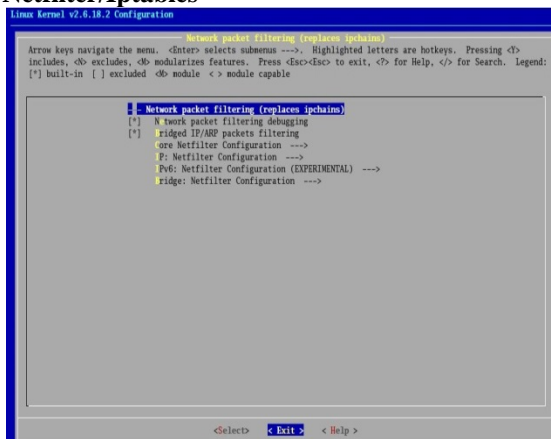 Netfilter/Iptables
Linux Kernel v2.6.18.2 Configuration
Network packet filtering (replaces ipchains)
Arrow keys navigate the menu. <Enter> selects submenus --->. Highlighted letters are hotkeys. Pressing <Y>
includes, <N> excludes, <M> modularizes features. Press <Esc><Esc> to exit, <?> for Help, </> for Search. Legend:
[*] built-in [ ] excluded <M> module < > module capable
--- Network packet filtering (replaces ipchains)
[*] Network packet filtering debugging
[*] Bridged IP/ARP packets filtering
Core Netfilter Configuration --->
IP: Netfilter Configuration --->
IPv6: Netfilter Configuration (EXPERIMENTAL) --->
Bridge: Netfilter Configuration --->
<Select> < Exit > < Help >